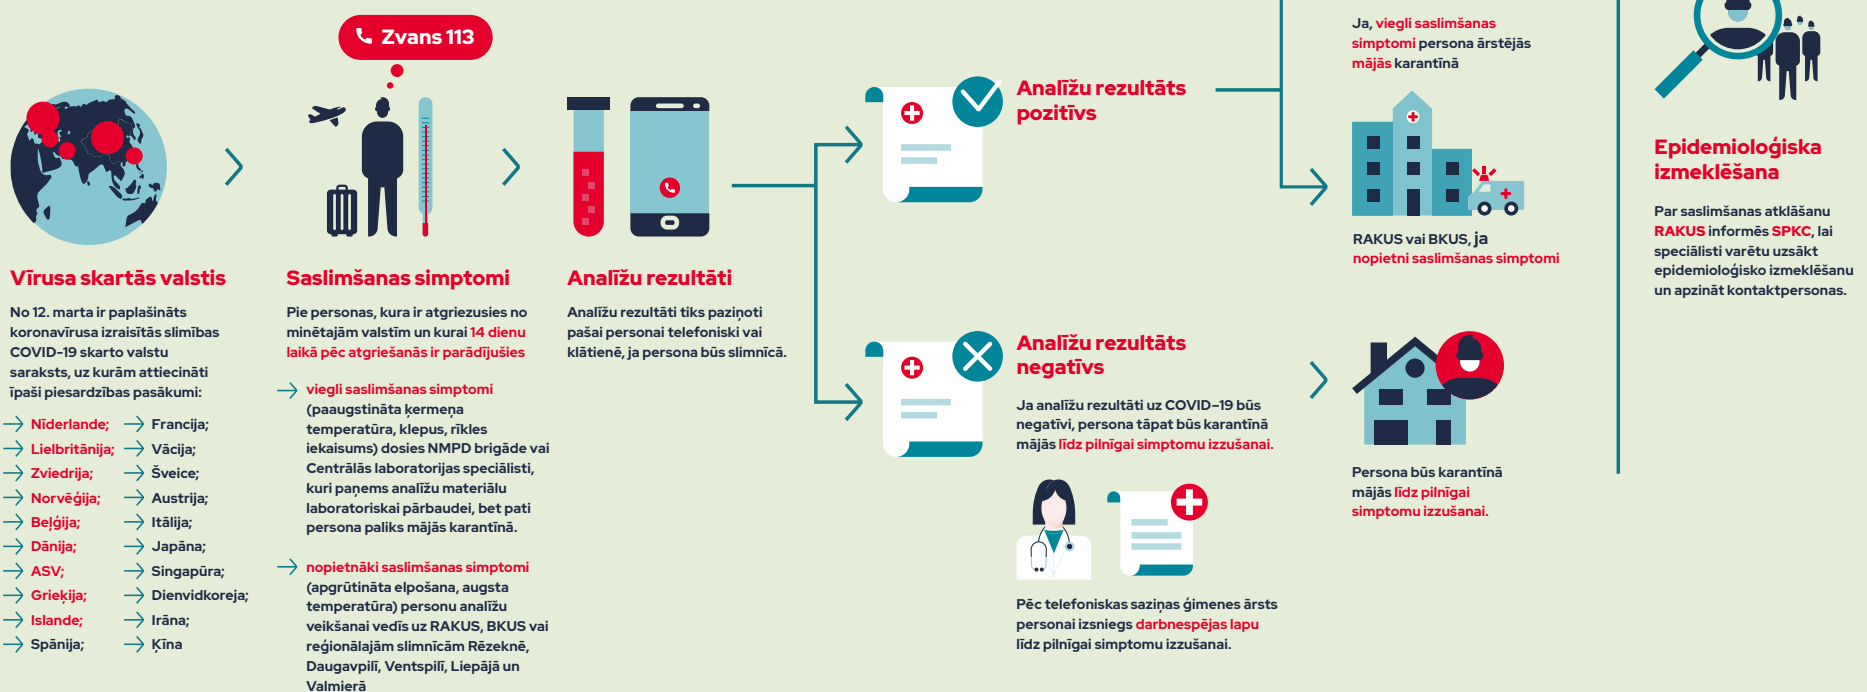 Zvans 113
Vīrusa skartās valstis
No 12. marta ir paplašināts
koronavīrusa izraisītās slimības
COVID-19 skarto valstu
saraksts, uz kurām attiecināti
īpaši piesardzības pasākumi:
Nīderlande;
Lielbritānija;
Zviedrija;
Norvēģija;
Beļģija;
Dānija;
ASV;
Grieķija;
Islande;
Spānija;
Francija;
Vācija;
Šveice;
Austrija;
Itālija;
Japāna;
Singapūra;
Dienvidkoreja;
Irāna;
Ķīna
Saslimšanas simptomi
Pie personas, kura ir atgriezusies no
minētajām valstīm un kurai 14 dienu
laikā pēc atgriešanās ir parādījušies
viegli saslimšanas simptomi
(paaugstināta ķermeņa
temperatūra, klepus, rīkles
iekaisums) dosies NMPD brigāde vai
Centrālās laboratorijas speciālisti,
kuri paņems analīžu materiālu
laboratoriskai pārbaudei, bet pati
persona paliks mājās karantīnā.
nopietnāki saslimšanas simptomi
(apgrūtināta elpošana, augsta
temperatūra) personu analīžu
veikšanai vedīs uz RAKUS, BKUS vai
reģionālajām slimnīcām Rēzeknē,
Daugavpilī, Ventspilī, Liepājā un
Valmierā
Analīžu rezultāti
Analīžu rezultāti tiks paziņoti
pašai personai telefoniski vai
klātienē, ja persona būs slimnīcā.
Analīžu rezultāts
pozitīvs
Analīžu rezultāts
negatīvs
Ja analīžu rezultāti uz COVID-19 būs
negatīvi, persona tāpat būs karantīnā
mājās līdz pilnīgai simptomu izzušanai.
Pēc telefoniskas saziņas ģimenes ārsts
personai izsniegs darbnespējas lapu
līdz pilnīgai simptomu izzušanai.
Ja, viegli saslimšanas
simptomi persona ārstējās
mājās karantīnā
RAKUS vai BKUS, ja
nopietni saslimšanas simptomi
Persona būs karantīnā
mājās līdz pilnīgai
simptomu izzušanai.
Epidemioloģiska
izmeklēšana
Par saslimšanas atklāšanu
RAKUS informēs SPKC, lai
speciālisti varētu uzsākt
epidemioloģisko izmeklēšanu
un apzināt kontaktpersonas.